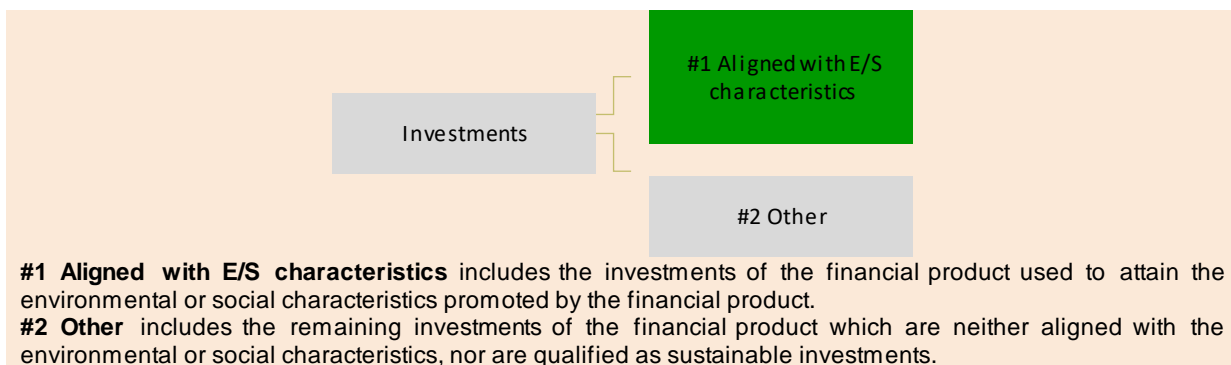 #1 Aligned with E/S
characteristics
Investments
#2 Other
#1 Aligned with E/S characteristics includes the investments of the financial product used to attain the
environmental or social characteristics promoted by the financial product.
#2 Other includes the remaining investments of the financial product which are neither aligned with the
environmental or social characteristics, nor are qualified as sustainable investments.